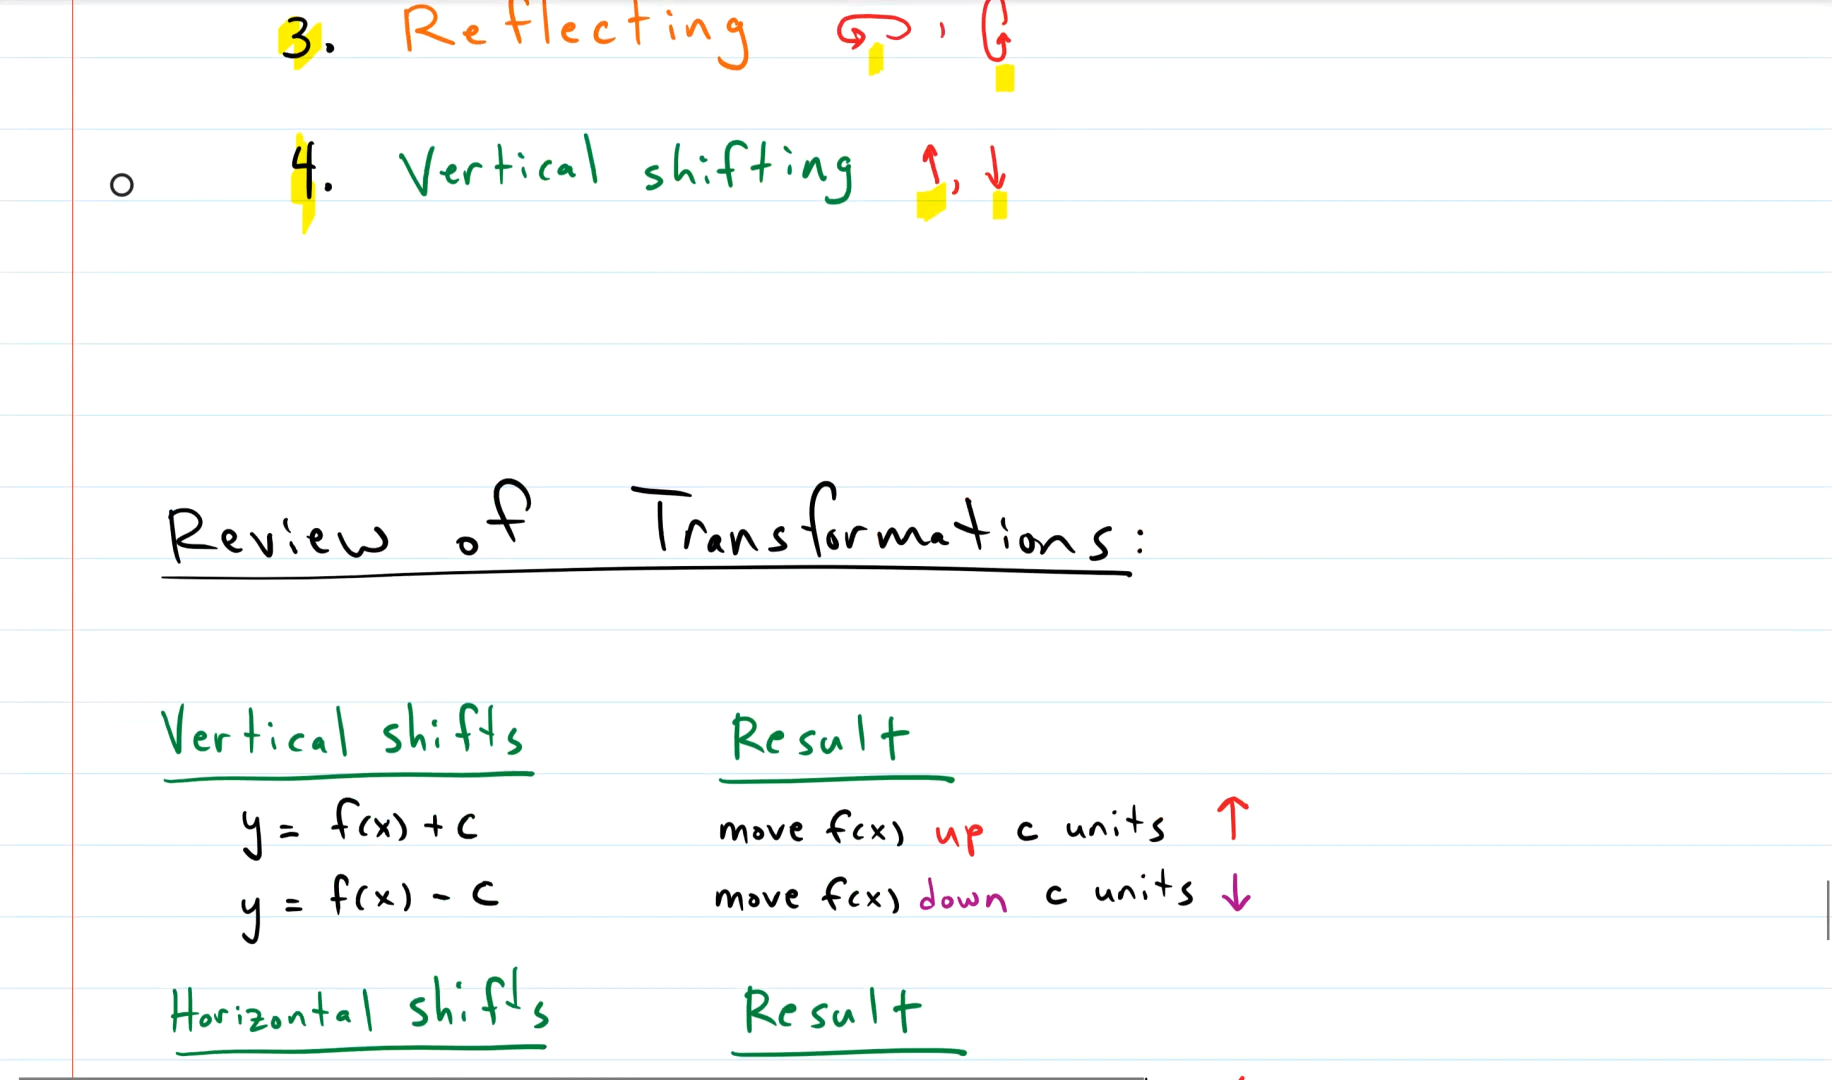 3. Reflecting ,
4. Vertical shifting ↑, ↓
Review of Transformations:
Vertical shifts Result
y = f(x) + c move f(x) up c units ↑
y = f(x) - c move f(x) down c units ↓
Horizontal shifts Result